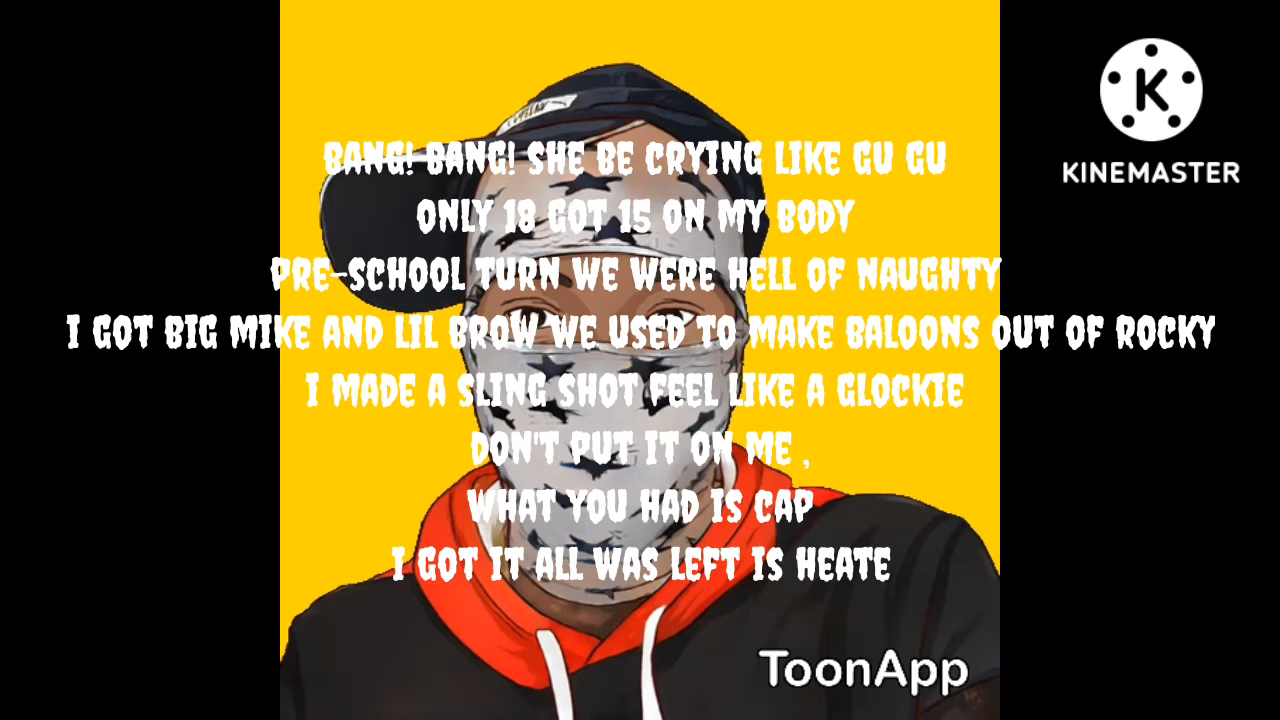 K
KINEMASTER
BANG! BANG! SHE BE CRYING LIKE GU GU
ONLY 18 GOT 15 ON MY BODY
PRE-SCHOOL TURN WE WERE HELL OF NAUGHTY
I GOT BIG MIKE AND LIL BROW WE USED TO MAKE BALOONS OUT OF ROCKY
I MADE A SLING SHOT FEEL LIKE A GLOCKIE
DON'T PUT IT ON ME ,
WHAT YOU HAD IS CAP
I GOT IT ALL WAS LEFT IS HEATE
ToonApp